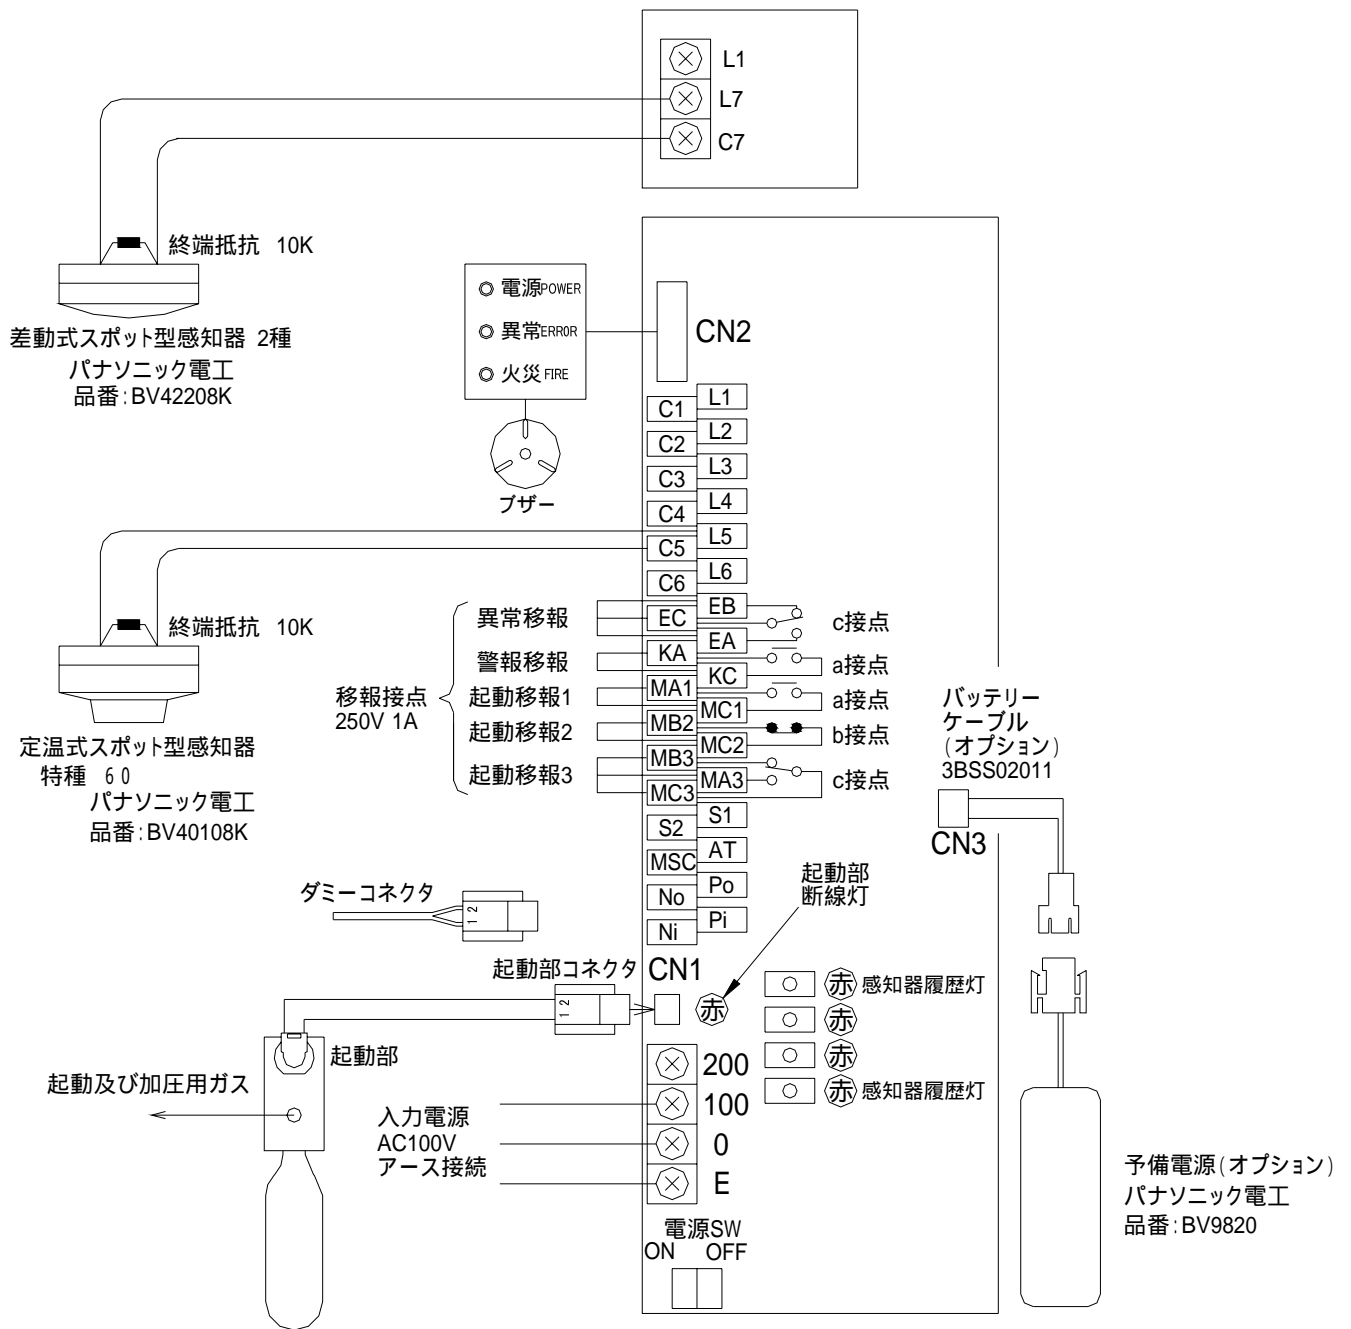 L1
L7
C7
終端抵抗 10K
差動式スポット型感知器 2種
パナソニック電工
品番:BV42208K
電源POWER
異常ERROR
火災FIRE
ブザー
CN2
C1
L1
C2
L2
C3
L3
C4
L4
C5
L5
C6
L6
EC
EB
KA
EA
MA1
KC
MB2
MC1
MB3
MC2
MC3
MA3
S2
S1
MSC
AT
No
Po
Ni
Pi
終端抵抗 10K
定温式スポット型感知器
特種 60
パナソニック電工
品番:BV40108K
移報接点
250V 1A
異常移報
警報移報
起動移報1
起動移報2
起動移報3
c接点
a接点
a接点
b接点
c接点
バッテリー
ケーブル
(オプション)
3BSS02011
CN3
ダミーコネクタ
1 2
起動部コネクタ
1 2
CN1
赤
起動部
断線灯
赤 感知器履歴灯
赤
赤
赤 感知器履歴灯
起動部
起動及び加圧用ガス
入力電源
AC100V
アース接続
200
100
0
E
電源SW
ON OFF
予備電源(オプション)
パナソニック電工
品番:BV9820